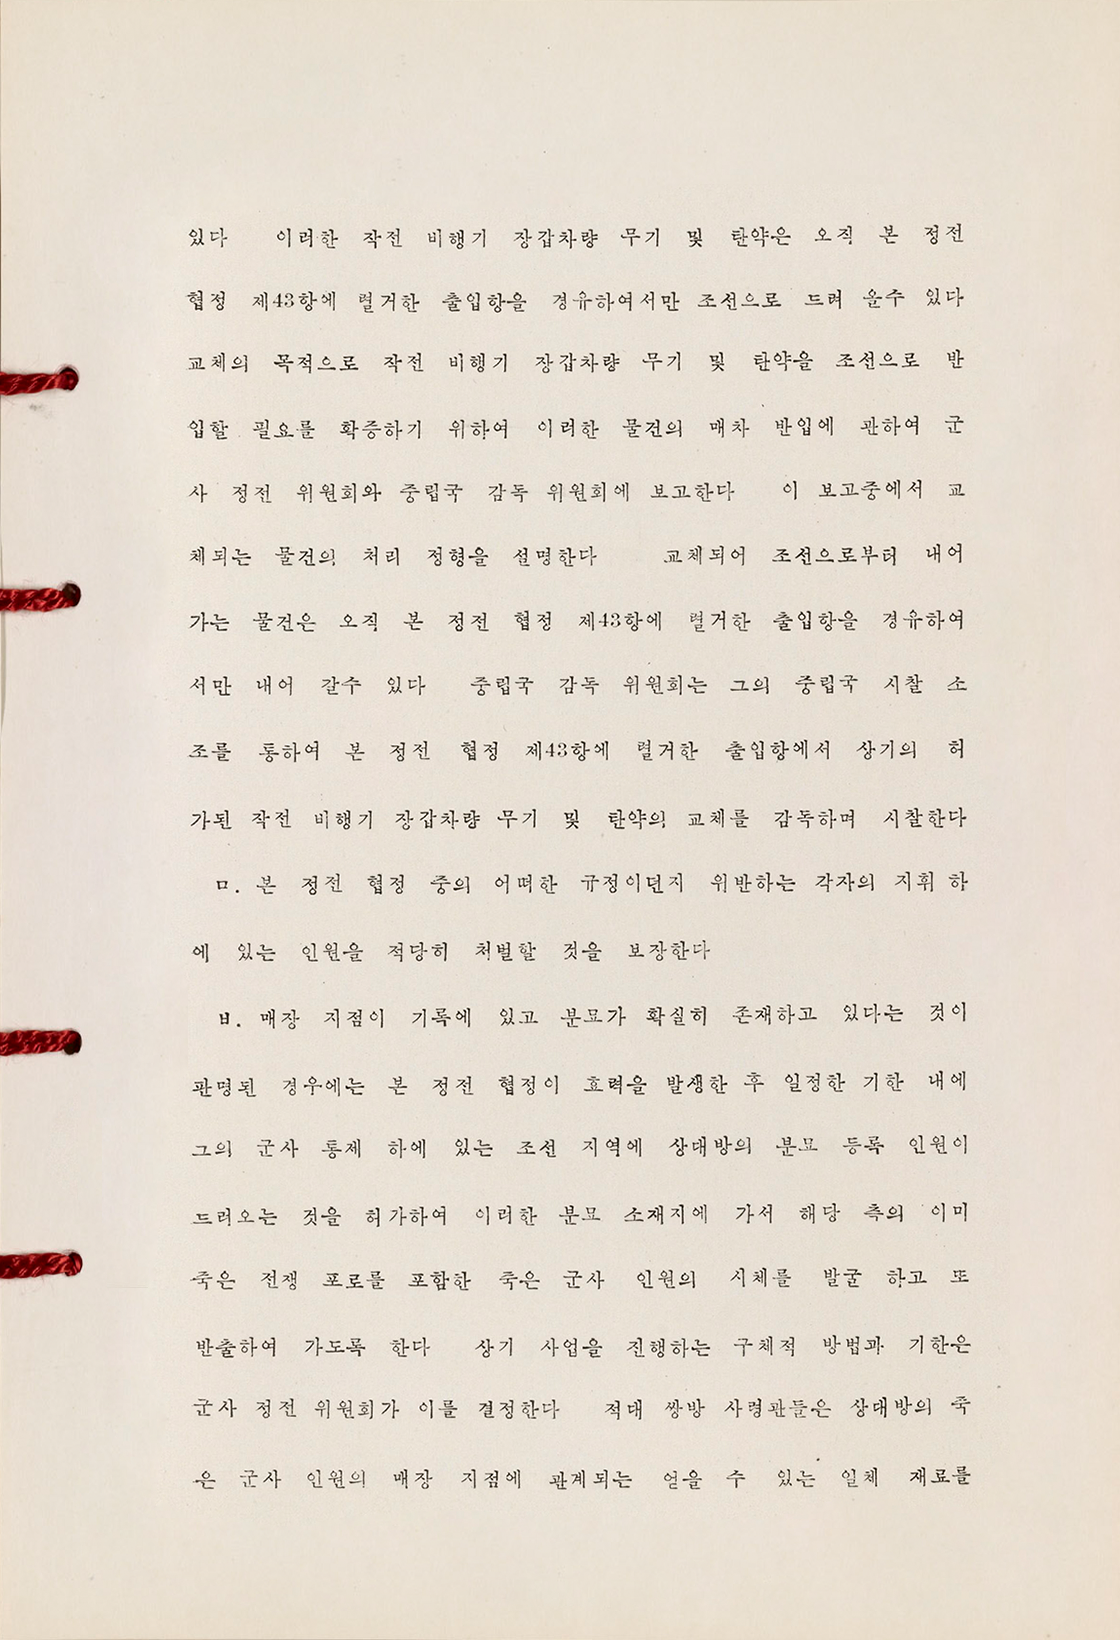 있다 이러한 작전 비행기 장갑차량 무기 및 탄약은 오직 본 정전
협정 제43항에 렬거한 출입항을 경유하여서만 조선으로 드려 올수 있다
교체의 목적으로 작전 비행기 장갑차량 무기 및 탄약을 조선으로 반
입할 필요를 확증하기 위하여 이러한 물건의 매차 반입에 관하여 군
사 정전 위원회와 중립국 감독 위원회에 보고한다 이 보고중에서 교
체되는 물건의 처리 정형을 설명한다 교체되어 조선으로부터 내어
가는 물건은 오직 본 정전 협정 제43항에 렬거한 출입항을 경유하여
서만 내어 갈수 있다 중립국 감독 위원회는 그의 중립국 시찰 소
조를 통하여 본 정전 협정 제43항에 렬거한 출입항에서 상기의 허
가된 작전 비행기 장갑차량 무기 및 탄약의 교체를 감독하며 시찰한다
ㅁ. 본 정전 협정 중의 어떠한 규정이던지 위반하는 각자의 지휘 하
에 있는 인원을 적당히 처벌할 것을 보장한다
ㅂ. 매장 지점이 기록에 있고 분묘가 확실히 존재하고 있다는 것이
판명된 경우에는 본 정전 협정이 효력을 발생한 후 일정한 기한 내에
그의 군사 통제 하에 있는 조선 지역에 상대방의 분묘 등록 인원이
드러오는 것을 허가하여 이러한 분묘 소재지에 가서 해당 측의 이미
죽은 전쟁 포로를 포함한 죽은 군사 인원의 시체를 발굴 하고 또
반출하여 가도록 한다 상기 사업을 진행하는 구체적 방법과 기한은
군사 정전 위원회가 이를 결정한다 적대 쌍방 사령관들은 상대방의 죽
은 군사 인원의 매장 지점에 관계되는 얻을 수 있는 일체 재료를